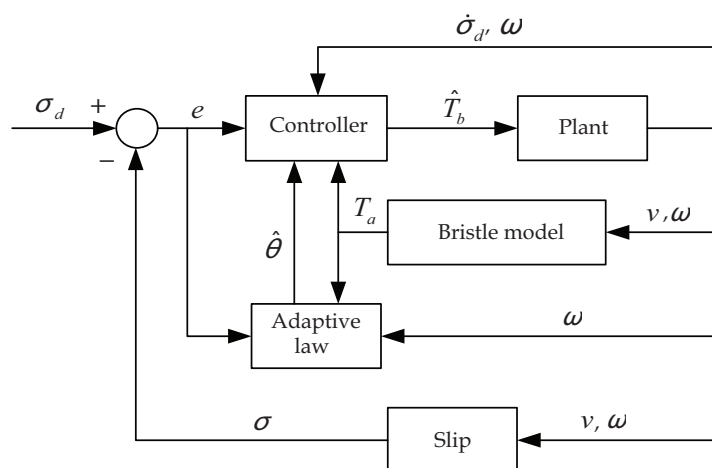 σ̇_d, ω
σ_d
+
−
e
Controller
T̂_b
Plant
T_a
Bristle model
v, ω
θ̂
Adaptive
law
ω
σ
Slip
v, ω